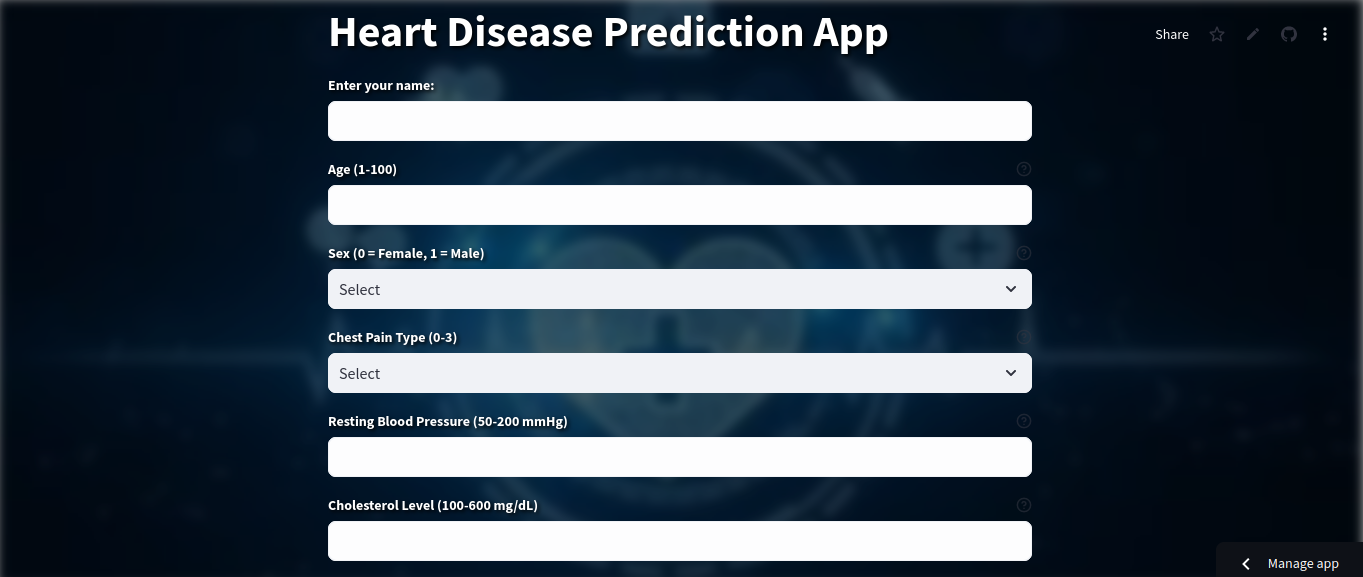 Heart Disease Prediction App
Share
Enter your name:
Age (1-100)
Sex (0 = Female, 1 = Male)
Select
Chest Pain Type (0-3)
Select
Resting Blood Pressure (50-200 mmHg)
Cholesterol Level (100-600 mg/dL)
Manage app